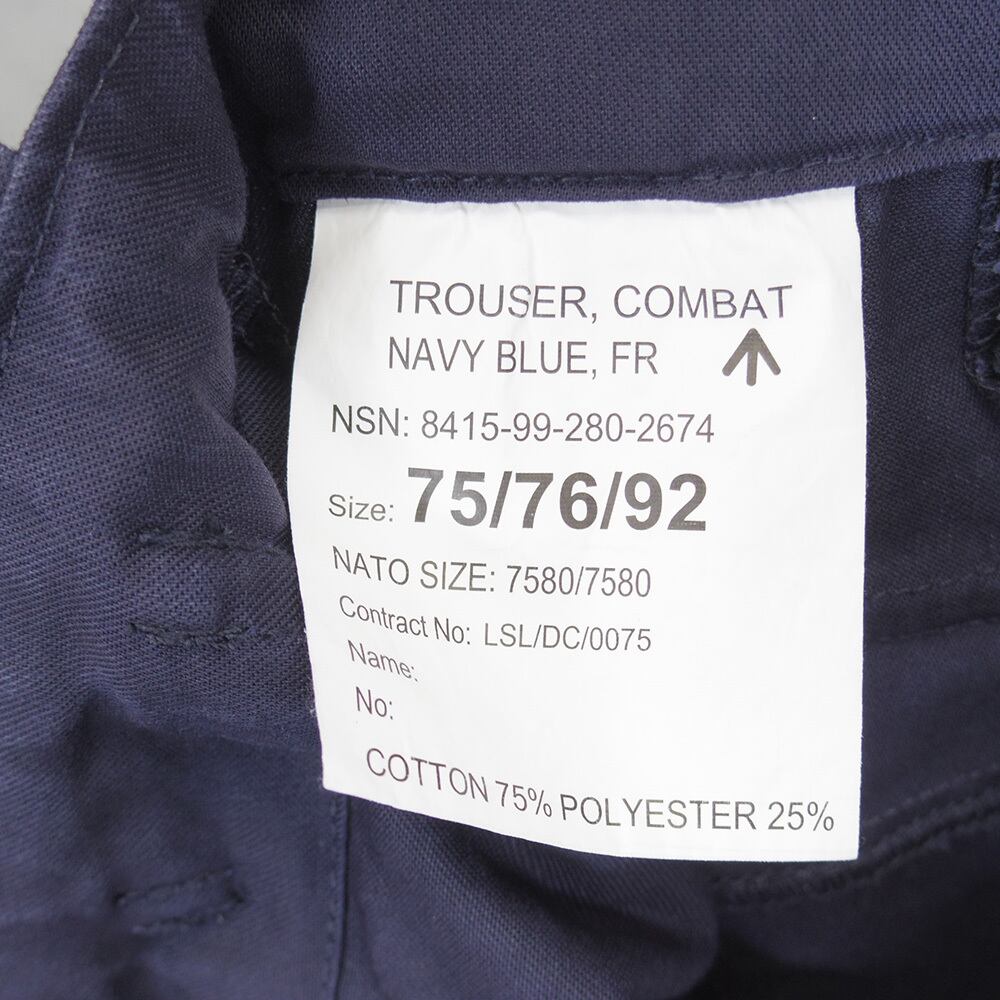 TROUSER, COMBAT
NAVY BLUE, FR
NSN: 8415-99-280-2674
Size: 75/76/92
NATO SIZE: 7580/7580
Contract No: LSL/DC/0075
Name:
No:
COTTON 75% POLYESTER 25%